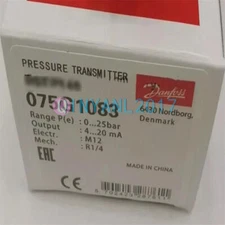 Danfoss
PRESSURE TRANSMITTER
075G1083
6430 Nordborg,
Denmark
Range P(e) : 0...25bar
Output : 4...20 mA
Electr. : M12
Mech. : R1/4
EAC
MADE IN CHINA